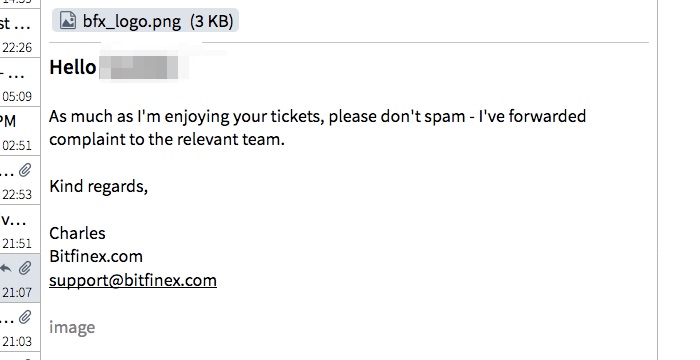 14:55
bfx_logo.png (3 KB)
st ...
22:26
Hello
- ...
05:09
As much as I'm enjoying your tickets, please don't spam - I've forwarded
PM
complaint to the relevant team.
02:51
...
22:53
Kind regards,
v...
21:51
Charles
Bitfinex.com
support@bitfinex.com
21:07
...
21:03
image